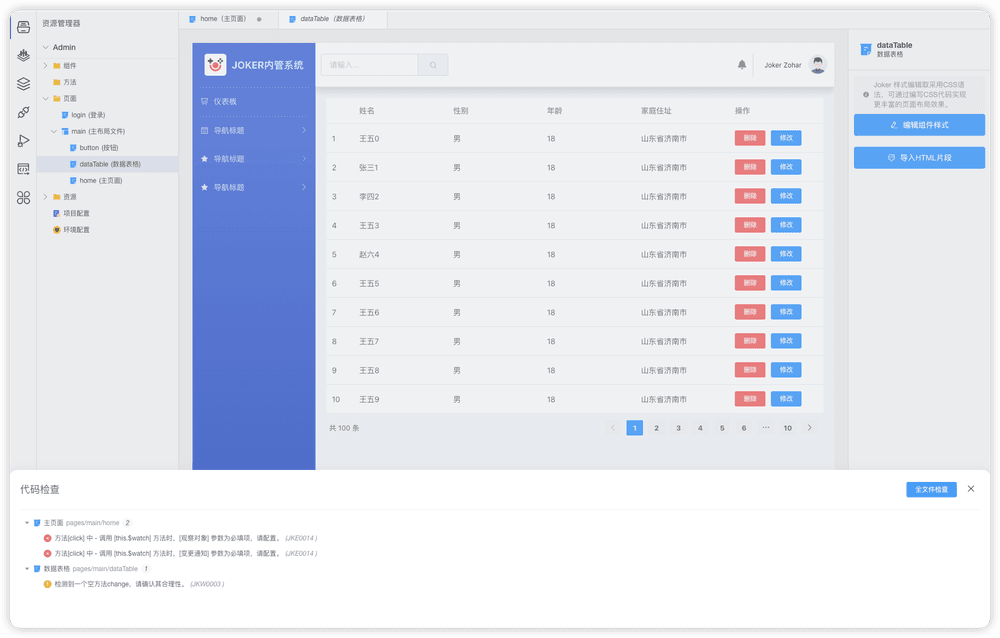 资源管理器
Admin
组件
方法
页面
login (登录)
main (主布局文件)
button (按钮)
dataTable (数据表格)
home (主页面)
资源
项目配置
环境配置
home（主页面）
dataTable（数据表格）
JOKER内管系统
仪表板
导航标题
导航标题
导航标题
请输入...
Joker Zohar
姓名 性别 年龄 家庭住址 操作
1 王五0 男 18 山东省济南市 删除 修改
2 张三1 男 18 山东省济南市 删除 修改
3 李四2 男 18 山东省济南市 删除 修改
4 王五3 男 18 山东省济南市 删除 修改
5 赵六4 男 18 山东省济南市 删除 修改
6 王五5 男 18 山东省济南市 删除 修改
7 王五6 男 18 山东省济南市 删除 修改
8 王五7 男 18 山东省济南市 删除 修改
9 王五8 男 18 山东省济南市 删除 修改
10 王五9 男 18 山东省济南市 删除 修改
共 100 条
1 2 3 4 5 6 ··· 10
dataTable
数据表格
Joker 样式编辑取采用CSS语
法，可通过编写CSS代码实现
更丰富的页面布局效果。
编辑组件样式
导入HTML片段
代码检查
全文件检查
主页面 pages/main/home 2
方法[click] 中 - 调用 [this.$watch] 方法时，[观察对象] 参数为必填项，请配置。 (JKE0014 )
方法[click] 中 - 调用 [this.$watch] 方法时，[变更通知] 参数为必填项，请配置。 (JKE0014 )
数据表格 pages/main/dataTable 1
检测到一个空方法change，请确认其合理性。 (JKW0003 )